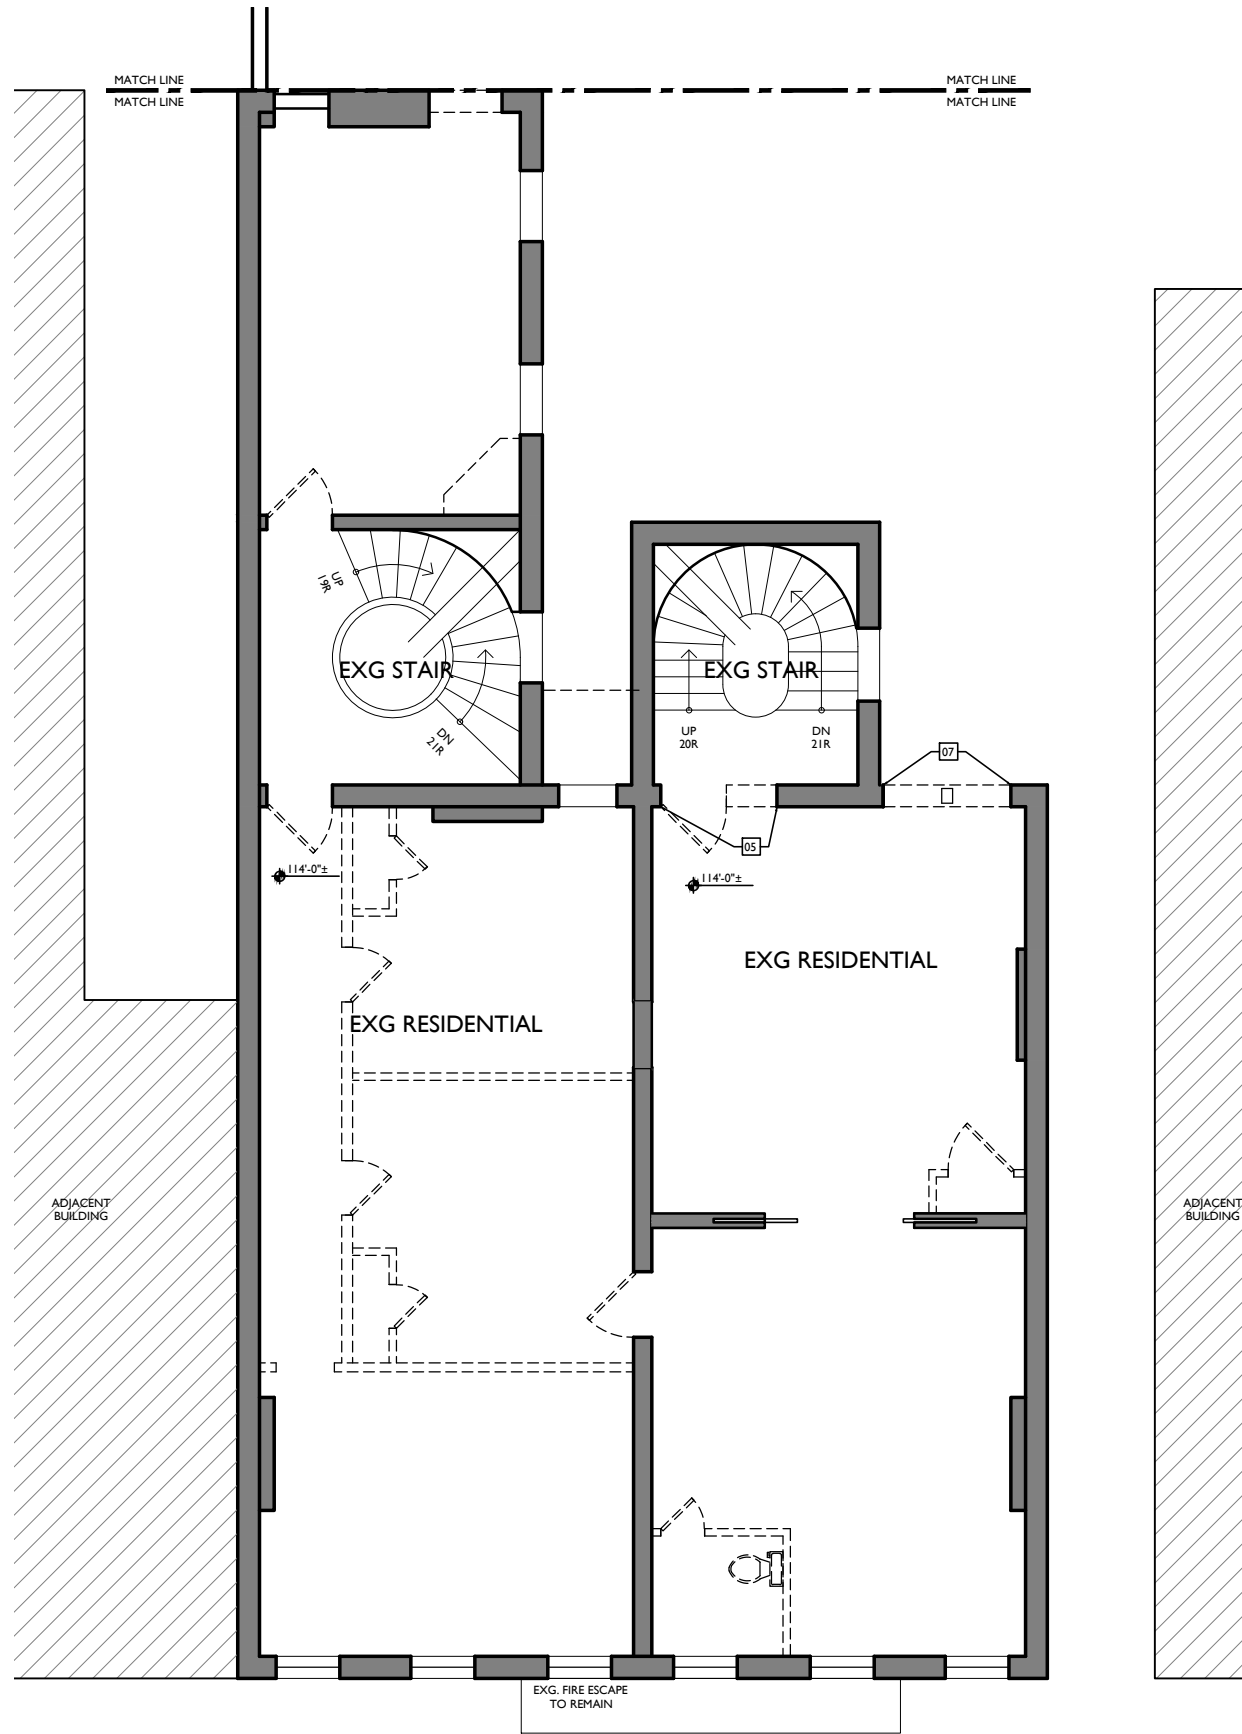 MATCH LINE
MATCH LINE
MATCH LINE
MATCH LINE
UP
19R
EXG STAIR
DN
21R
EXG STAIR
UP
20R
DN
21R
07
05
114'-0"±
114'-0"±
EXG RESIDENTIAL
EXG RESIDENTIAL
ADJACENT
BUILDING
ADJACENT
BUILDING
EXG. FIRE ESCAPE
TO REMAIN